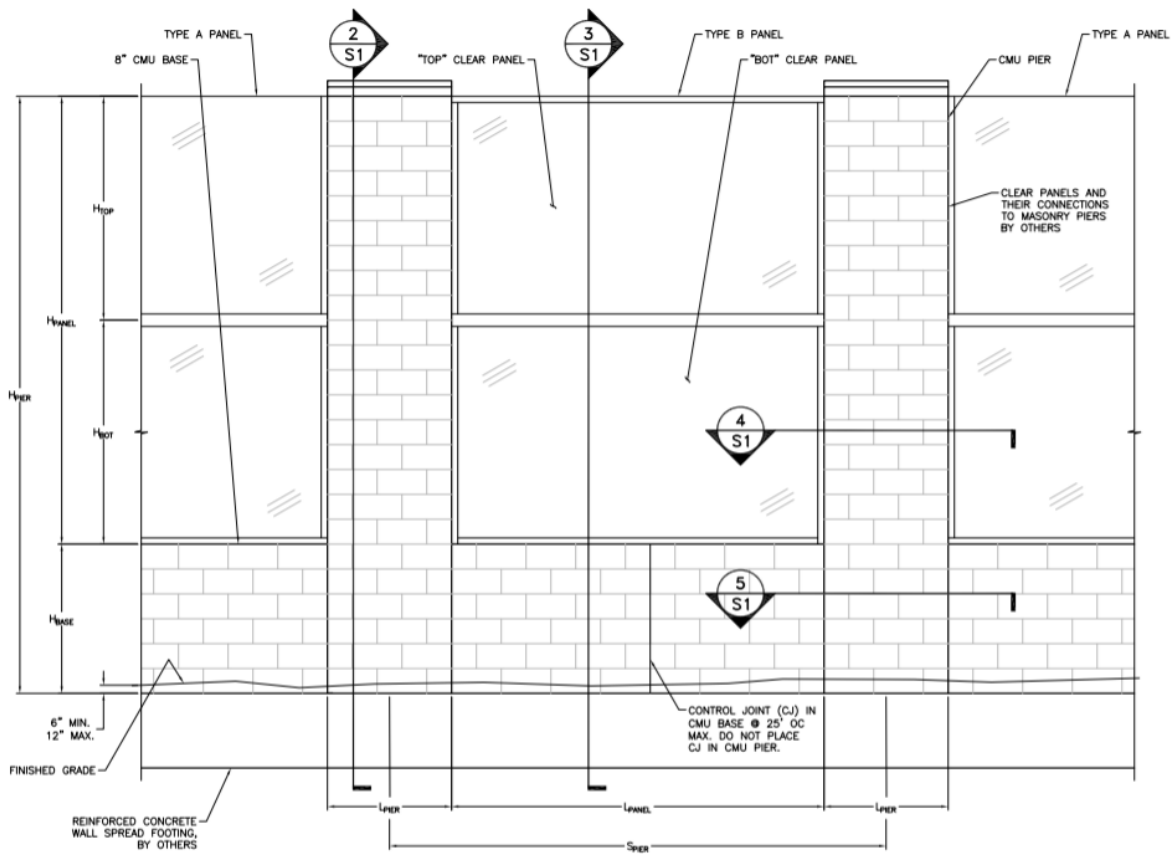 TYPE A PANEL
8" CMU BASE
2
S1
"TOP" CLEAR PANEL
3
S1
TYPE B PANEL
"BOT" CLEAR PANEL
TYPE A PANEL
CMU PIER
CLEAR PANELS AND
THEIR CONNECTIONS
TO MASONRY PIERS
BY OTHERS
HTOP
HPANEL
HPIER
HBOT
4
S1
5
S1
HBASE
6" MIN.
12" MAX.
FINISHED GRADE
CONTROL JOINT (CJ) IN
CMU BASE @ 25' OC
MAX. DO NOT PLACE
CJ IN CMU PIER.
REINFORCED CONCRETE
WALL SPREAD FOOTING,
BY OTHERS
LPIER
LPANEL
LPIER
SPIER